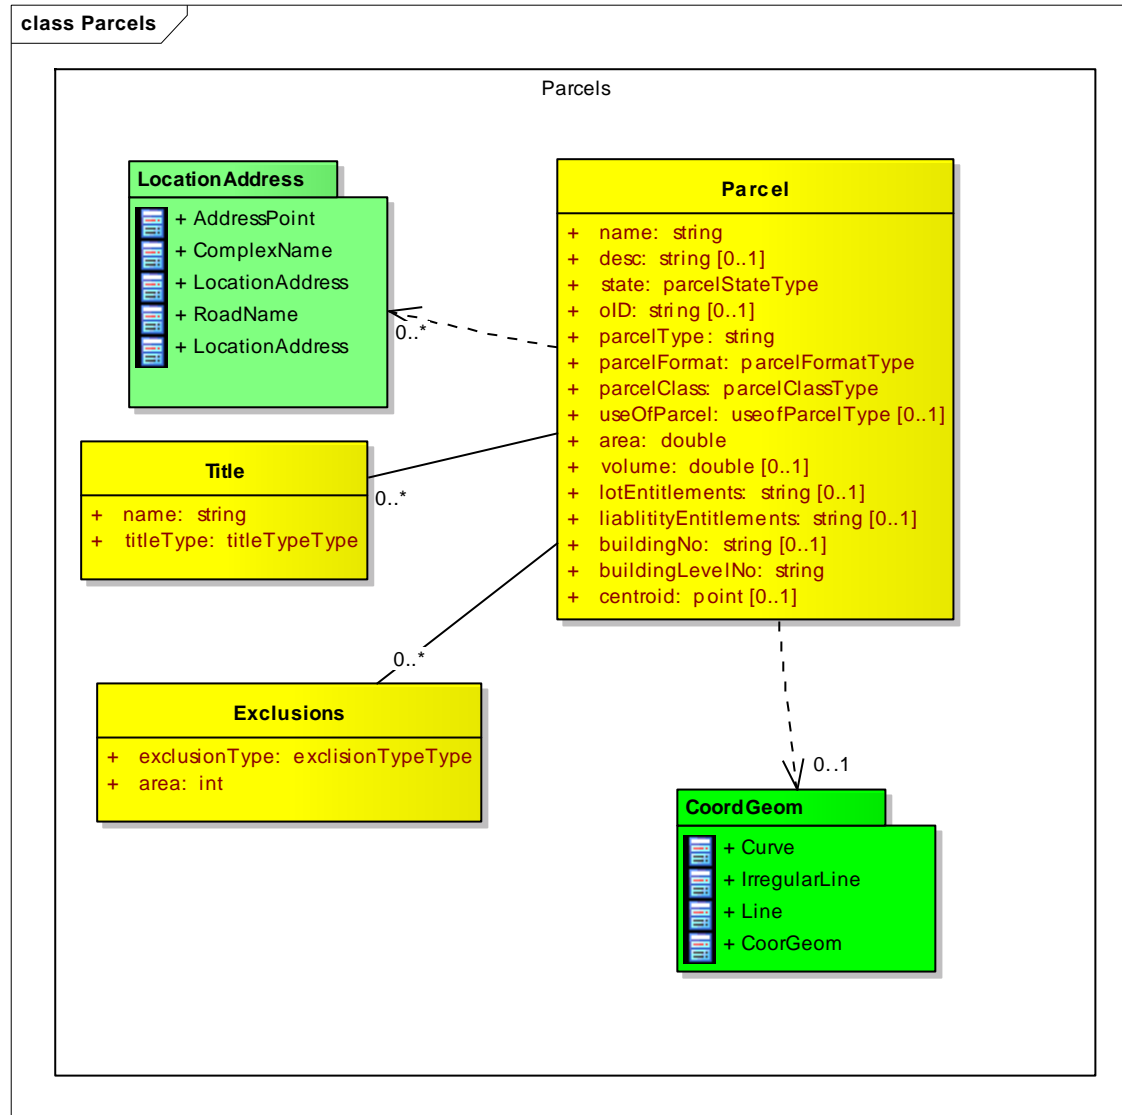 class Parcels
Parcels
LocationAddress
+ AddressPoint
+ ComplexName
+ LocationAddress
+ RoadName
+ LocationAddress
0..*
Parcel
+ name: string
+ desc: string [0..1]
+ state: parcelStateType
+ oID: string [0..1]
+ parcelType: string
+ parcelFormat: parcelFormatType
+ parcelClass: parcelClassType
+ useOfParcel: useofParcelType [0..1]
+ area: double
+ volume: double [0..1]
+ lotEntitlements: string [0..1]
+ liablitityEntitlements: string [0..1]
+ buildingNo: string [0..1]
+ buildingLevelNo: string
+ centroid: point [0..1]
Title
+ name: string
+ titleType: titleTypeType
0..*
0..*
Exclusions
+ exclusionType: exclisionTypeType
+ area: int
0..1
CoordGeom
+ Curve
+ IrregularLine
+ Line
+ CoorGeom